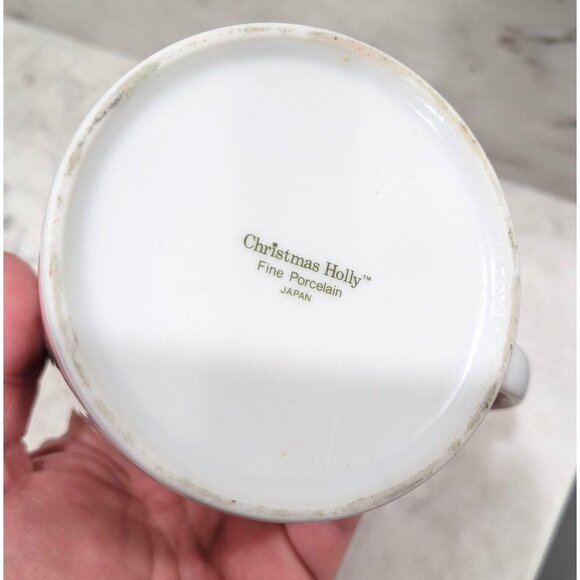 Christmas Holly™
Fine Porcelain
JAPAN